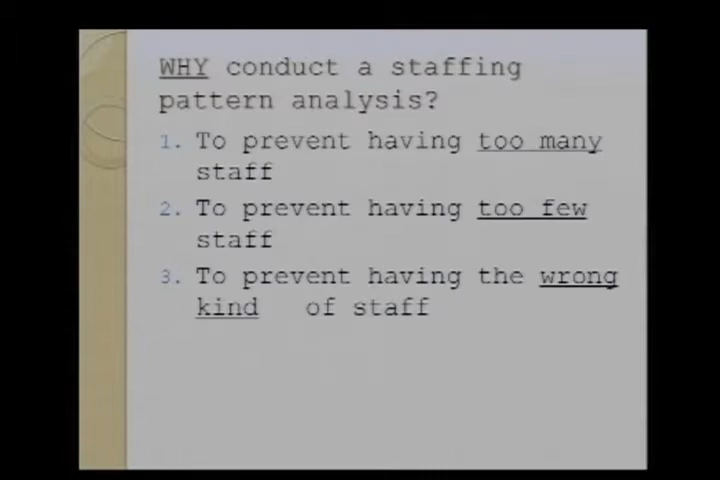 WHY conduct a staffing
pattern analysis?
1. To prevent having too many
staff
2. To prevent having too few
staff
3. To prevent having the wrong
kind of staff